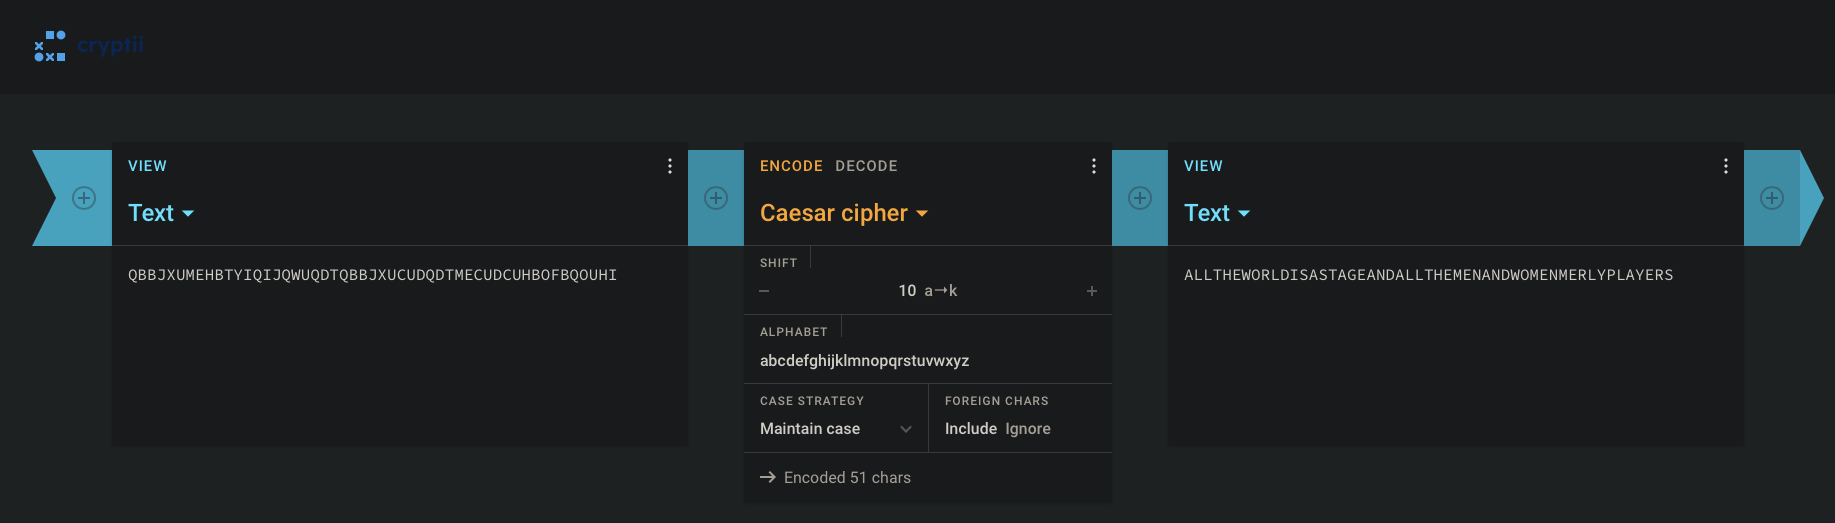 cryptii
VIEW
Text
QBBJXUMEHBTYIQIJQWUQDTQBBJXUCUDQDTMECUDCUHBOFBQOUHI
ENCODE DECODE
Caesar cipher
SHIFT
− 10 a→k +
ALPHABET
abcdefghijklmnopqrstuvwxyz
CASE STRATEGY
Maintain case
FOREIGN CHARS
Include Ignore
→ Encoded 51 chars
VIEW
Text
ALLTHEWORLDISASTAGEANDALLTHEMENANDWOMENMERLYPLAYERS